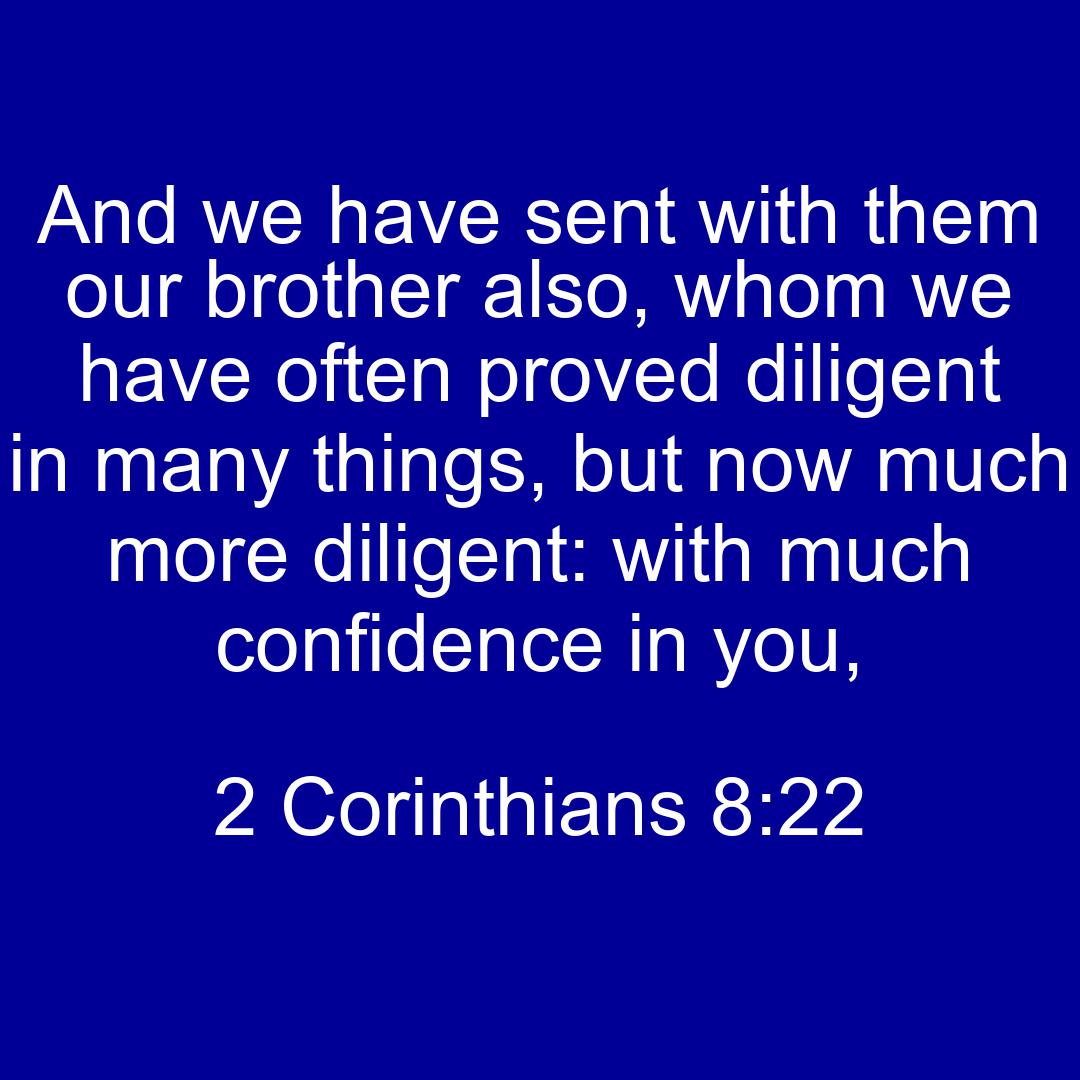 And we have sent with them
our brother also, whom we
have often proved diligent
in many things, but now much
more diligent: with much
confidence in you,
2 Corinthians 8:22